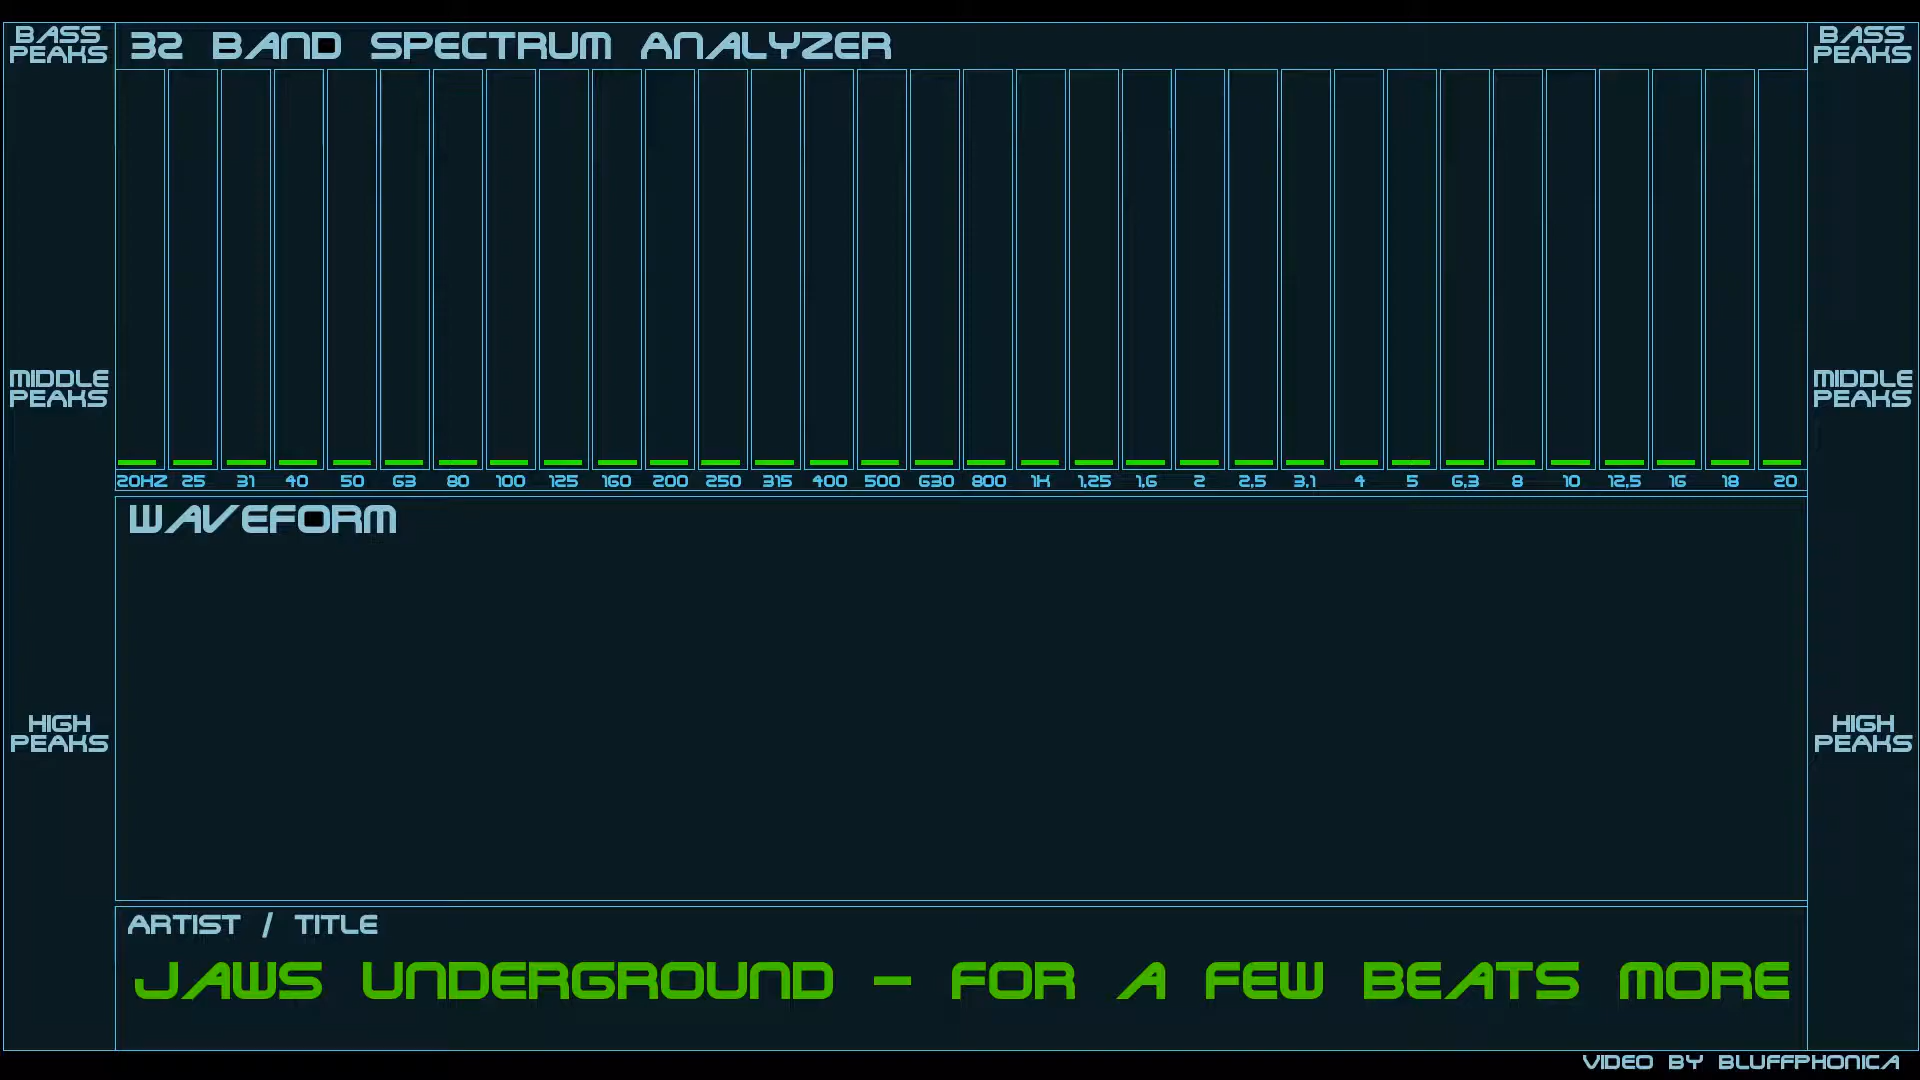 BASS
PEAKS
32 BAND SPECTRUM ANALYZER
BASS
PEAKS
MIDDLE
PEAKS
MIDDLE
PEAKS
20HZ 25 31 40 50 63 80 100 125 160 200 250 315 400 500 630 800 1K 1,25 1,6 2 2,5 3,1 4 5 6,3 8 10 12,5 16 18 20
WAVEFORM
HIGH
PEAKS
HIGH
PEAKS
ARTIST / TITLE
JAWS UNDERGROUND - FOR A FEW BEATS MORE
VIDEO BY BLUFFPHONICA